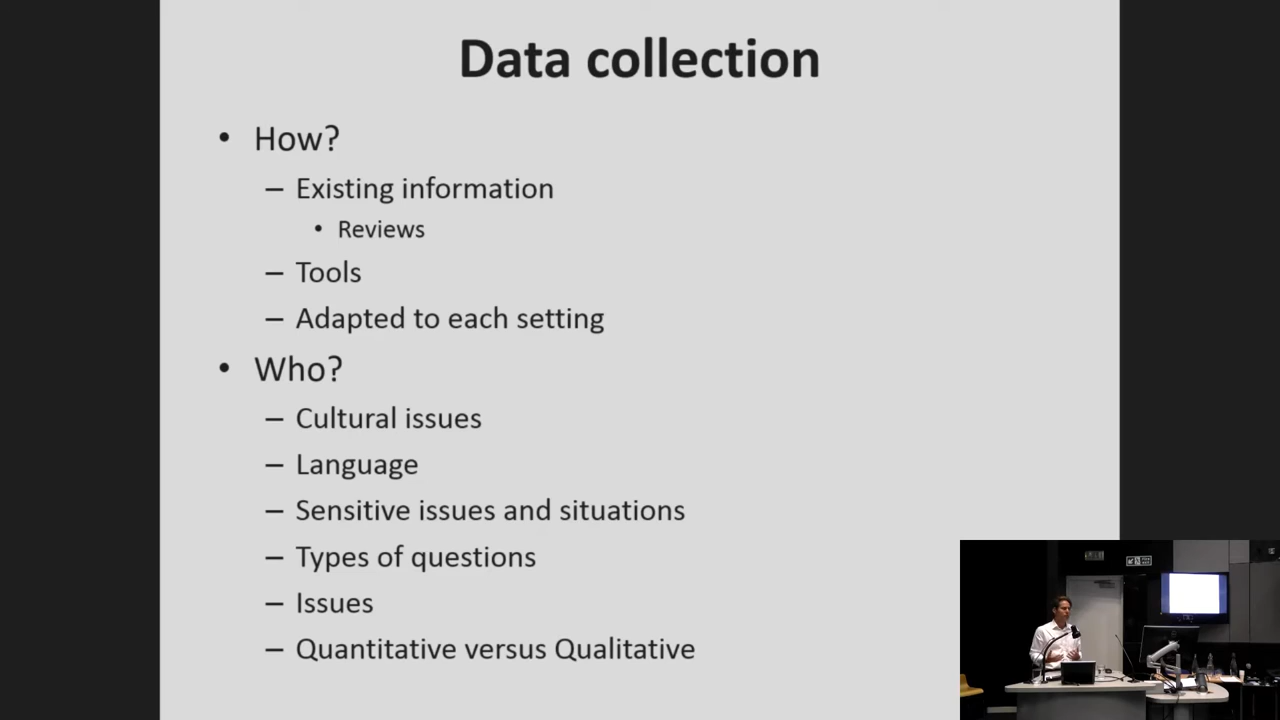 Data collection
• How?
– Existing information
• Reviews
– Tools
– Adapted to each setting
• Who?
– Cultural issues
– Language
– Sensitive issues and situations
– Types of questions
– Issues
– Quantitative versus Qualitative